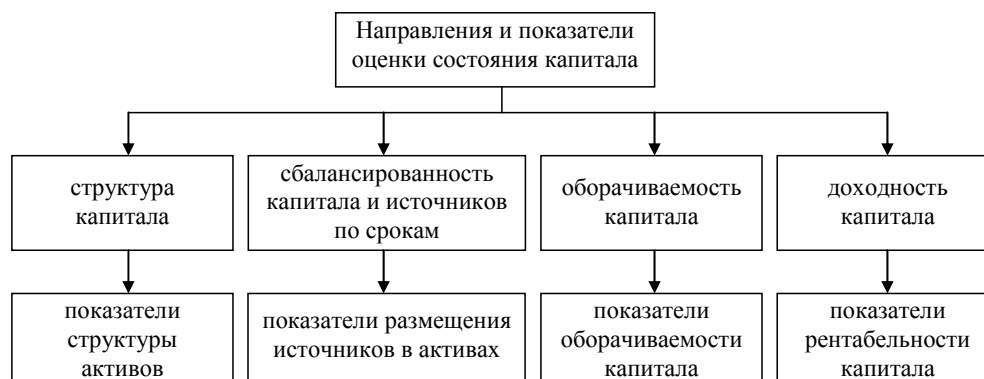 Направления и показатели
оценки состояния капитала
структура
капитала
сбалансированность
капитала и источников
по срокам
оборачиваемость
капитала
доходность
капитала
показатели
структуры
активов
показатели размещения
источников в активах
показатели
оборачиваемости
капитала
показатели
рентабельности
капитала